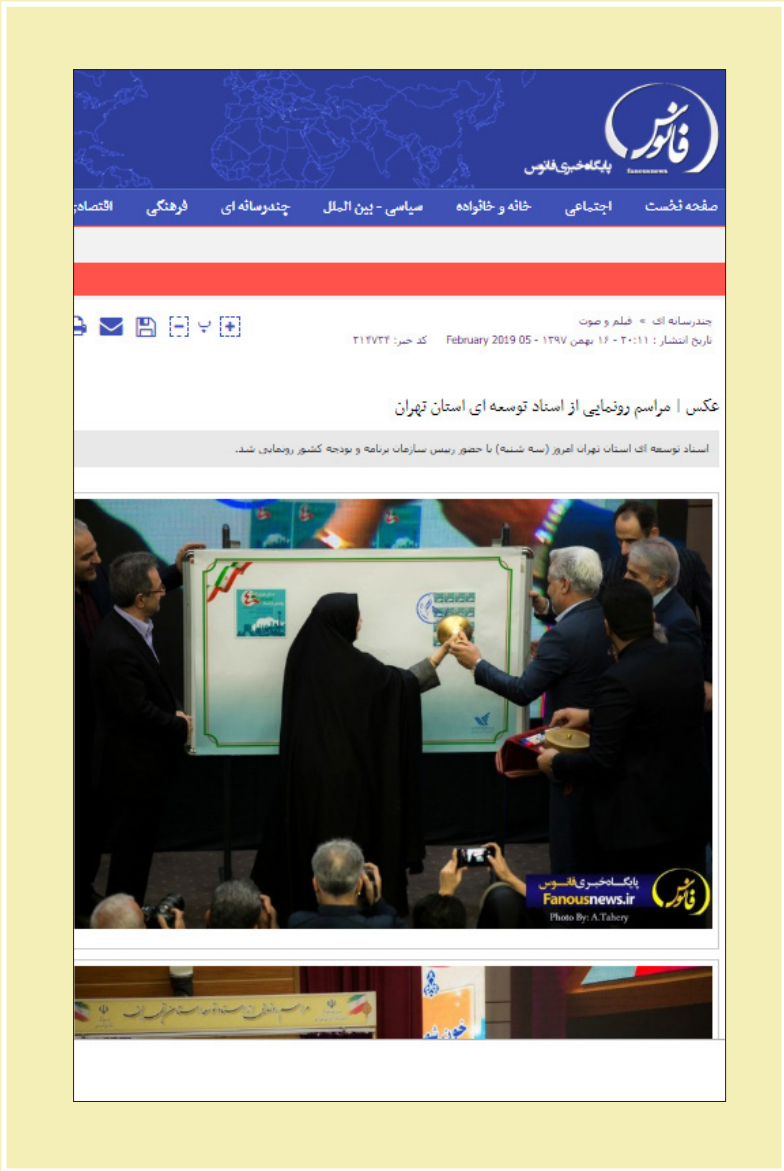 فانوس
fanousnews
پایگاه خبری فانوس
صفحه نخست اجتماعی خانه و خانواده سیاسی - بین الملل چندرسانه ای فرهنگی اقتصادی
چندرسانه ای » فیلم و صوت
تاریخ انتشار : ۲۰:۱۱ - ۱۶ بهمن ۱۳۹۷ - 05 February 2019 کد خبر: ۳۱۴۷۳۴
پ
عکس | مراسم رونمایی از اسناد توسعه ای استان تهران
اسناد توسعه ای استان تهران امروز (سه شنبه) با حضور رییس سازمان برنامه و بودجه کشور رونمایی شد.
پایگاه خبری فانوس
Fanousnews.ir
Photo By: A.Tahery
فانوس